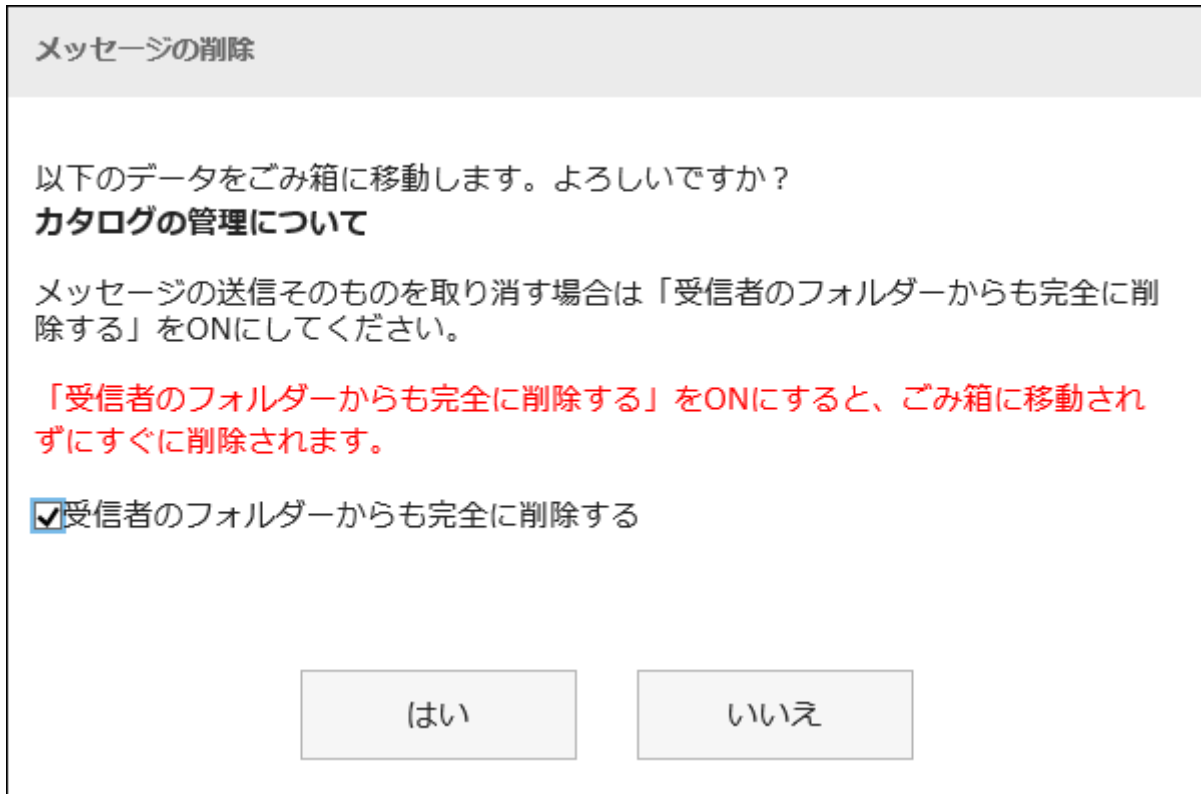 メッセージの削除
以下のデータをごみ箱に移動します。よろしいですか？
カタログの管理について
メッセージの送信そのものを取り消す場合は「受信者のフォルダーからも完全に削
除する」をONにしてください。
「受信者のフォルダーからも完全に削除する」をONにすると、ごみ箱に移動され
ずにすぐに削除されます。
受信者のフォルダーからも完全に削除する
はい
いいえ